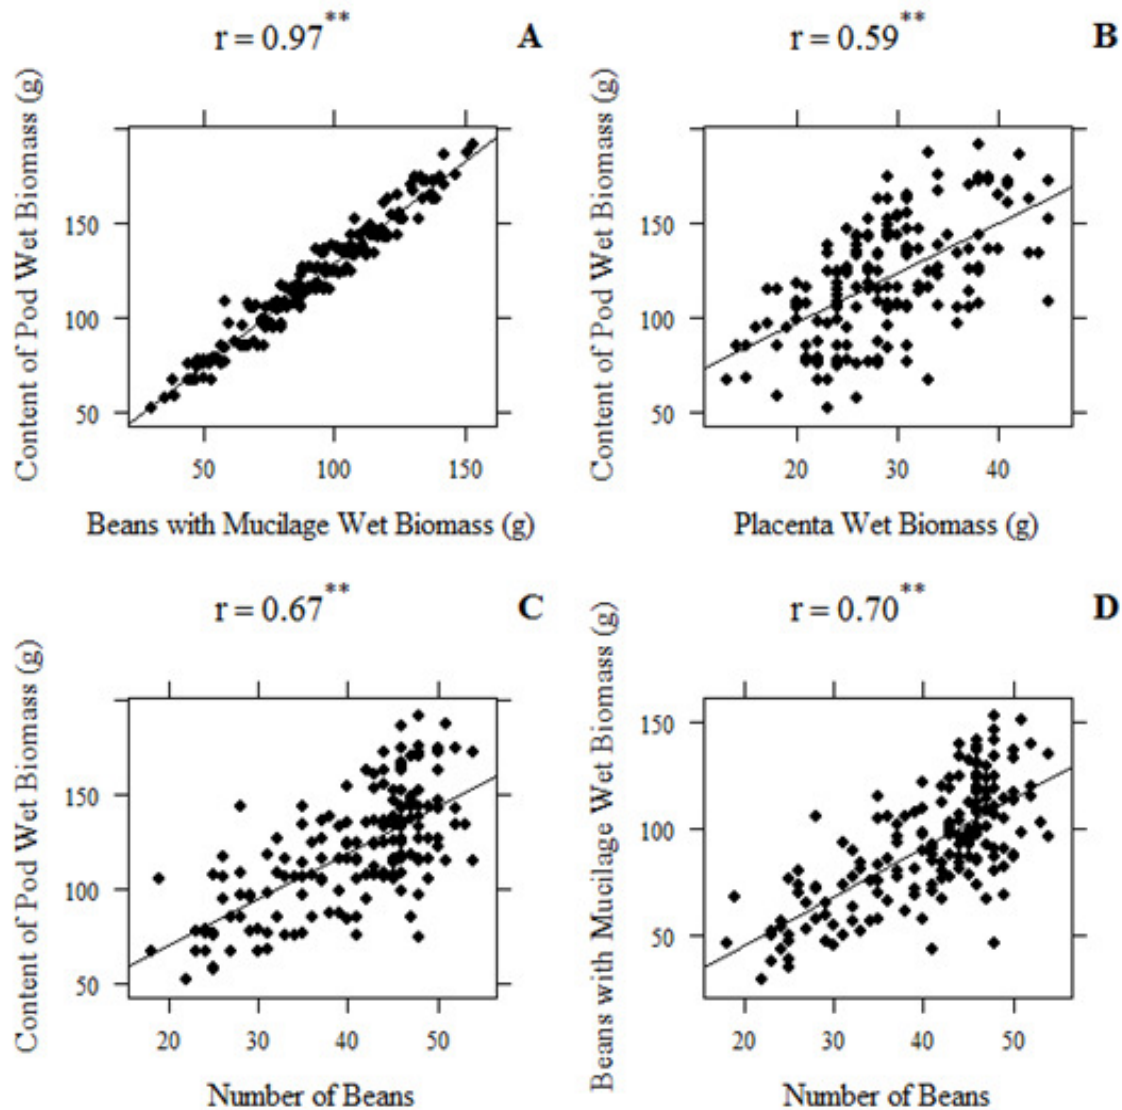 r = 0.97** A
Content of Pod Wet Biomass (g)
150
100
50
50 100 150
Beans with Mucilage Wet Biomass (g)
r = 0.59** B
Content of Pod Wet Biomass (g)
150
100
50
20 30 40
Placenta Wet Biomass (g)
r = 0.67** C
Content of Pod Wet Biomass (g)
150
100
50
20 30 40 50
Number of Beans
r = 0.70** D
Beans with Mucilage Wet Biomass (g)
150
100
50
20 30 40 50
Number of Beans